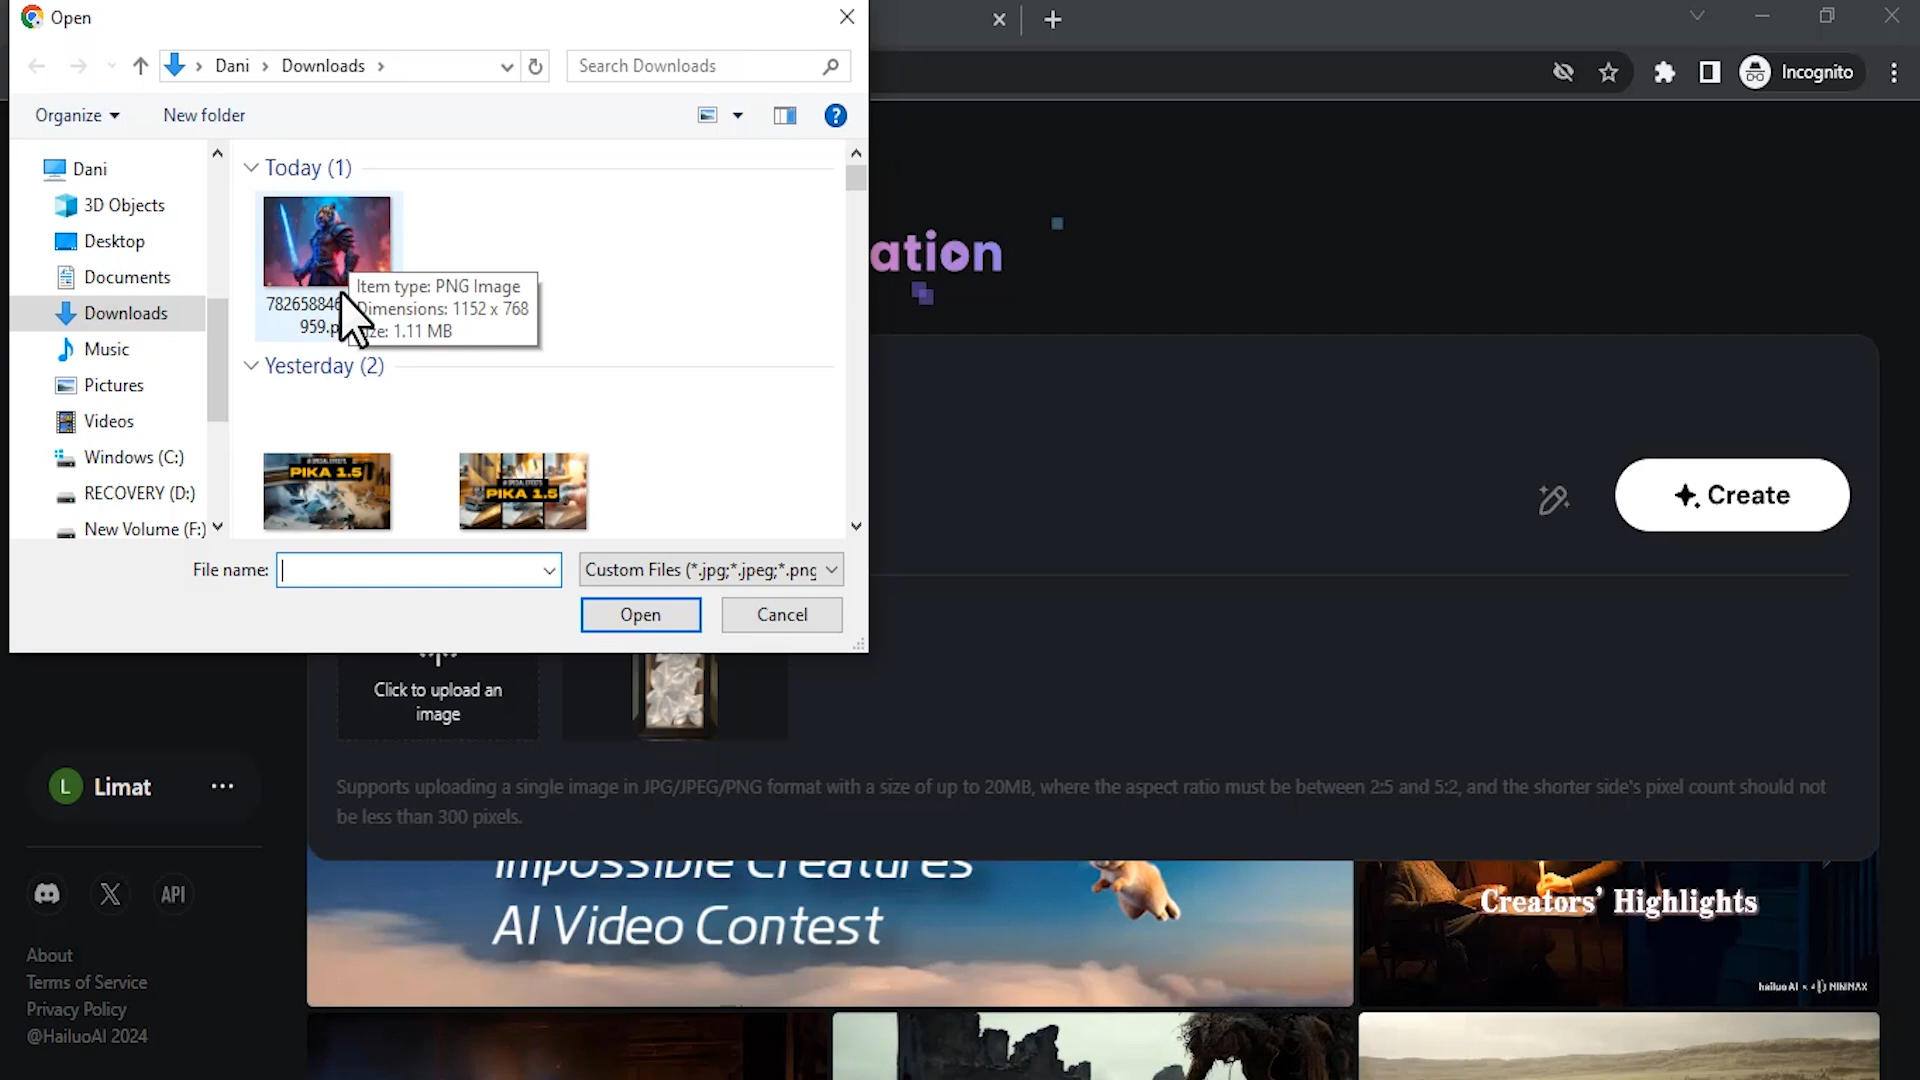 Open
Dani
Downloads
Search Downloads
Incognito
Organize
New folder
Dani
3D Objects
Desktop
Documents
Downloads
Music
Pictures
Videos
Windows (C:)
RECOVERY (D:)
New Volume (F:)
Today (1)
Item type: PNG Image
Dimensions: 1152 x 768
1.11 MB
Yesterday (2)
PIKA 1.5
PIKA 1.5
File name:
Custom Files (*.jpg;*.jpeg;*.png
Open
Cancel
ation
Create
Click to upload an
image
Supports uploading a single image in JPG/JPEG/PNG format with a size of up to 20MB, where the aspect ratio must be between 2:5 and 5:2, and the shorter side's pixel count should not
be less than 300 pixels.
L Limat
API
About
Terms of Service
Privacy Policy
@HailuoAI 2024
Impossible Creatures
AI Video Contest
Creators' Highlights
hailuo AI × MINIMAX